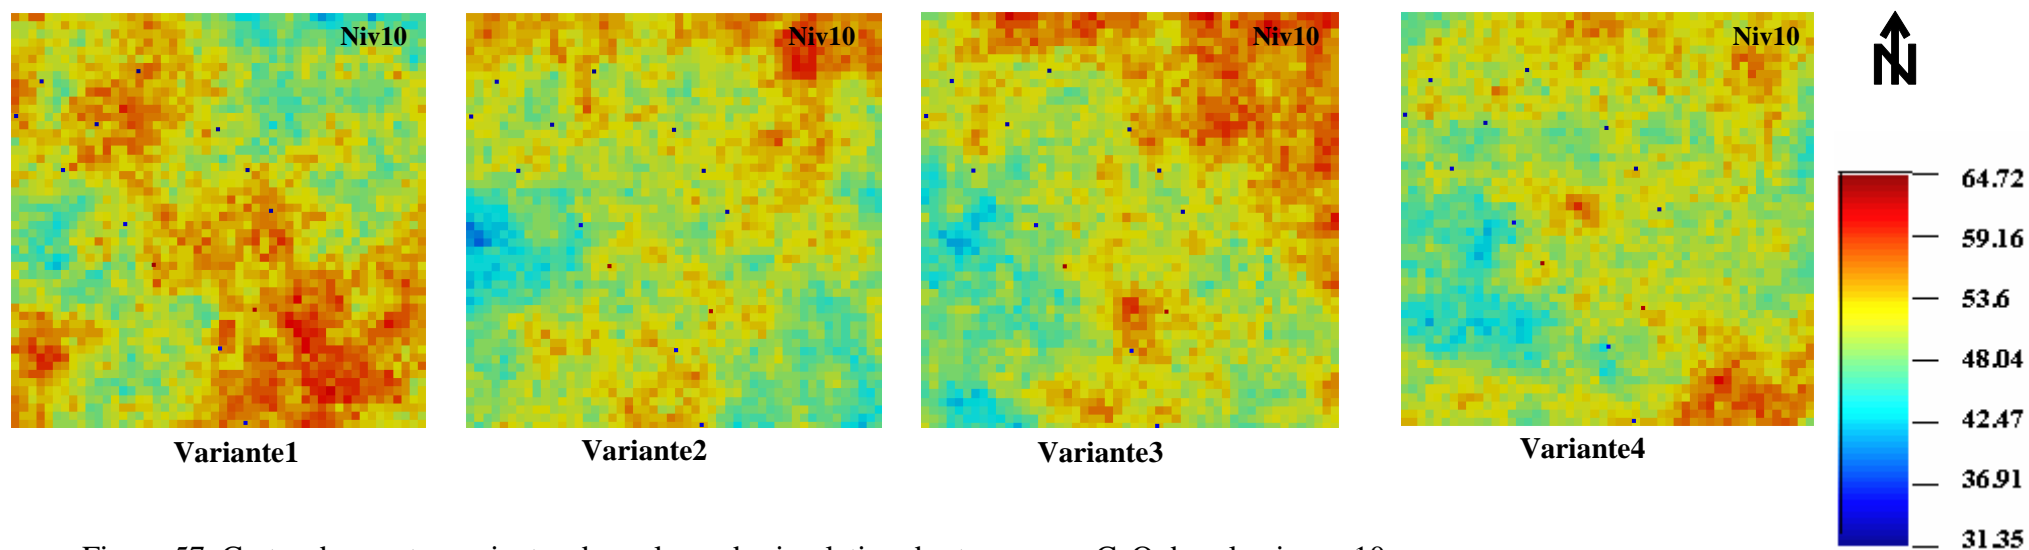 Niv10
Niv10
Niv10
Niv10
N
64.72
59.16
53.6
48.04
42.47
36.91
31.35
Variante1
Variante2
Variante3
Variante4